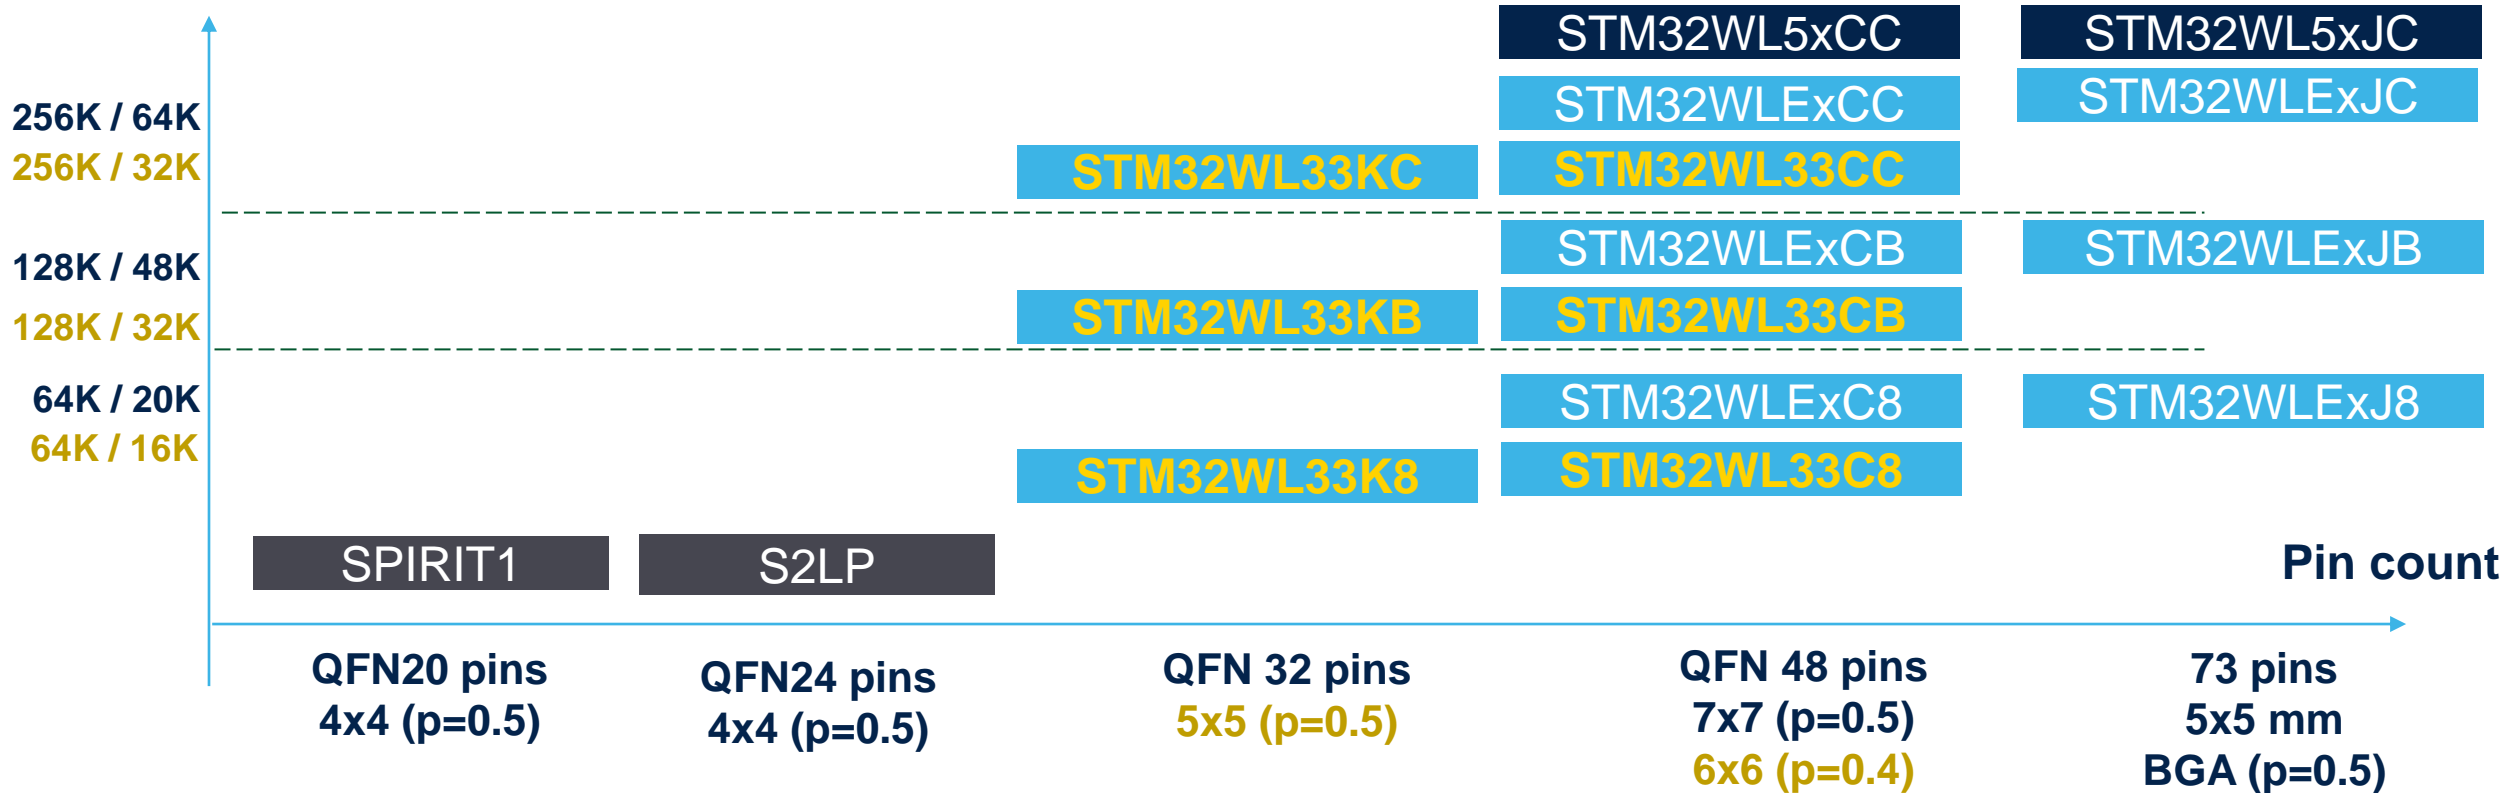 STM32WL5xCC
STM32WL5xJC
256K / 64K
STM32WLExCC
STM32WLExJC
256K / 32K
STM32WL33KC
STM32WL33CC
128K / 48K
STM32WLExCB
STM32WLExJB
128K / 32K
STM32WL33KB
STM32WL33CB
64K / 20K
STM32WLExC8
STM32WLExJ8
64K / 16K
STM32WL33K8
STM32WL33C8
SPIRIT1
S2LP
Pin count
QFN20 pins
4x4 (p=0.5)
QFN24 pins
4x4 (p=0.5)
QFN 32 pins
5x5 (p=0.5)
QFN 48 pins
7x7 (p=0.5)
6x6 (p=0.4)
73 pins
5x5 mm
BGA (p=0.5)